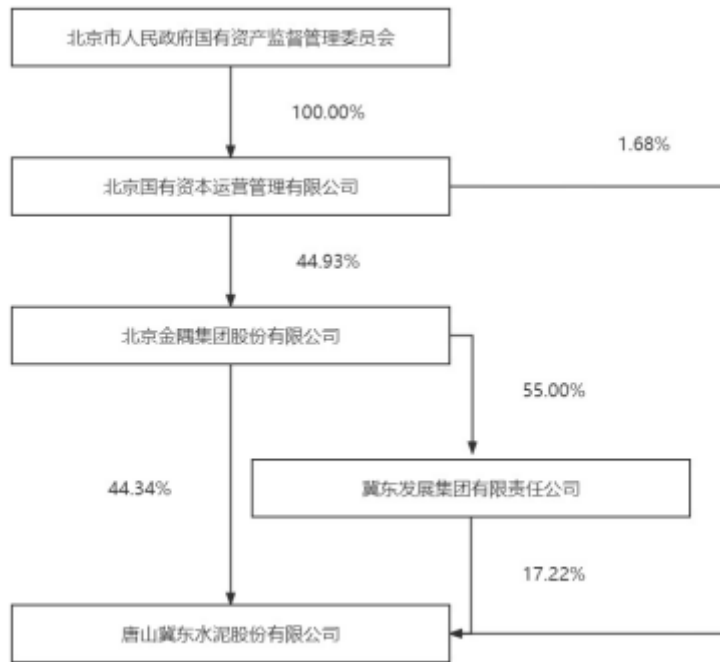 北京市人民政府国有资产监督管理委员会
100.00%
1.68%
北京国有资本运营管理有限公司
44.93%
北京金隅集团股份有限公司
55.00%
44.34%
冀东发展集团有限责任公司
17.22%
唐山冀东水泥股份有限公司